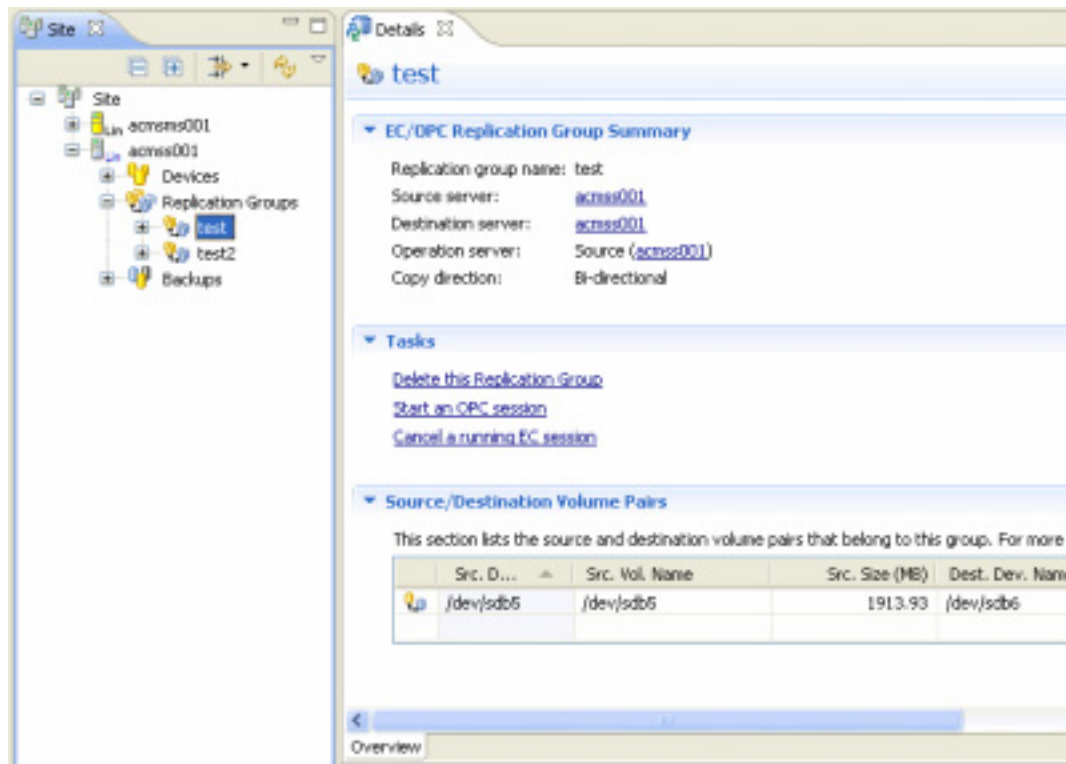 Site
Site
Lin acmsms001
Lin acmss001
Devices
Replication Groups
test
test2
Backups
Details
test
EC/OPC Replication Group Summary
Replication group name: test
Source server: acmss001
Destination server: acmss001
Operation server: Source (acmss001)
Copy direction: Bi-directional
Tasks
Delete this Replication Group
Start an OPC session
Cancel a running EC session
Source/Destination Volume Pairs
This section lists the source and destination volume pairs that belong to this group. For more
Src. D... Src. Vol. Name Src. Size (MB) Dest. Dev. Name
/dev/sdb5 /dev/sdb5 1913.93 /dev/sdb6
Overview